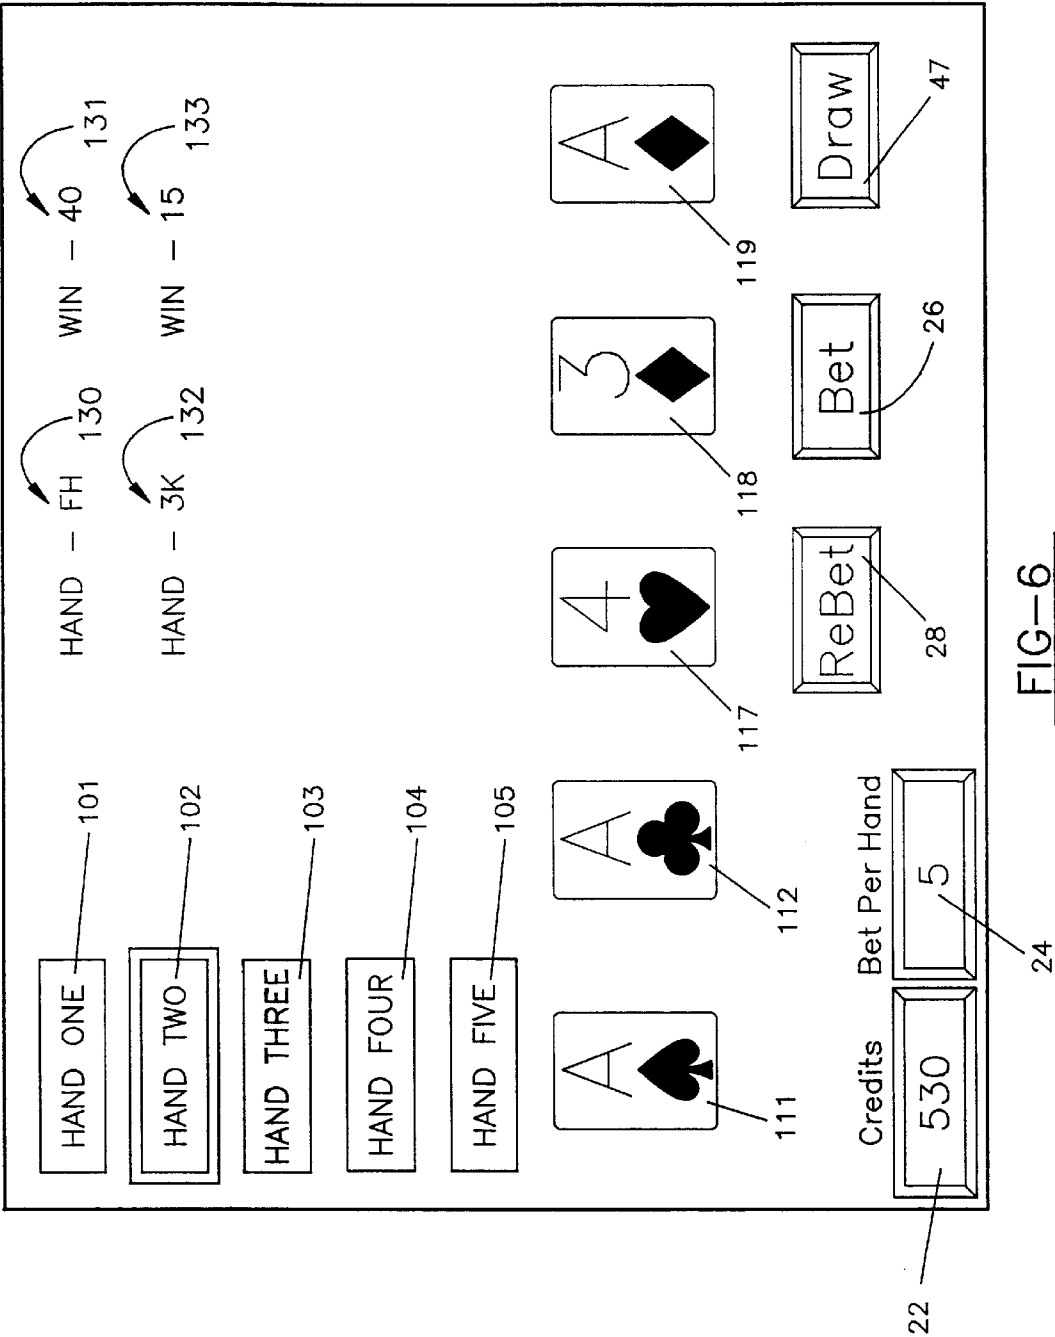 HAND ONE
101
HAND – FH
130
WIN – 40
131
HAND TWO
102
HAND – 3K
132
WIN – 15
133
HAND THREE
103
HAND FOUR
104
HAND FIVE
105
A
111
A
112
4
117
3
118
A
119
Credits
530
22
Bet Per Hand
5
24
ReBet
28
Bet
26
Draw
47
FIG–6